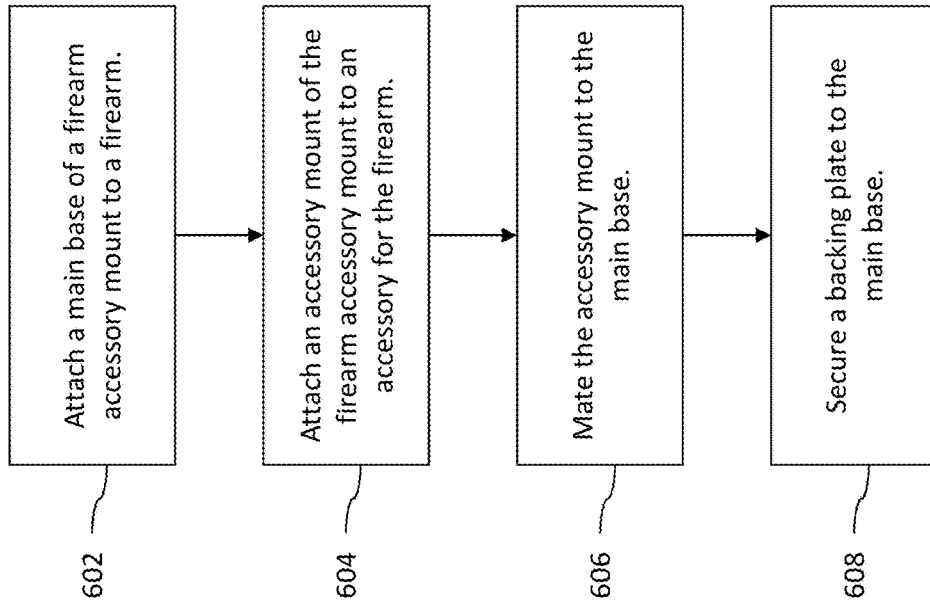 602
Attach a main base of a firearm
accessory mount to a firearm.
604
Attach an accessory mount of the
firearm accessory mount to an
accessory for the firearm.
606
Mate the accessory mount to the
main base.
608
Secure a backing plate to the
main base.